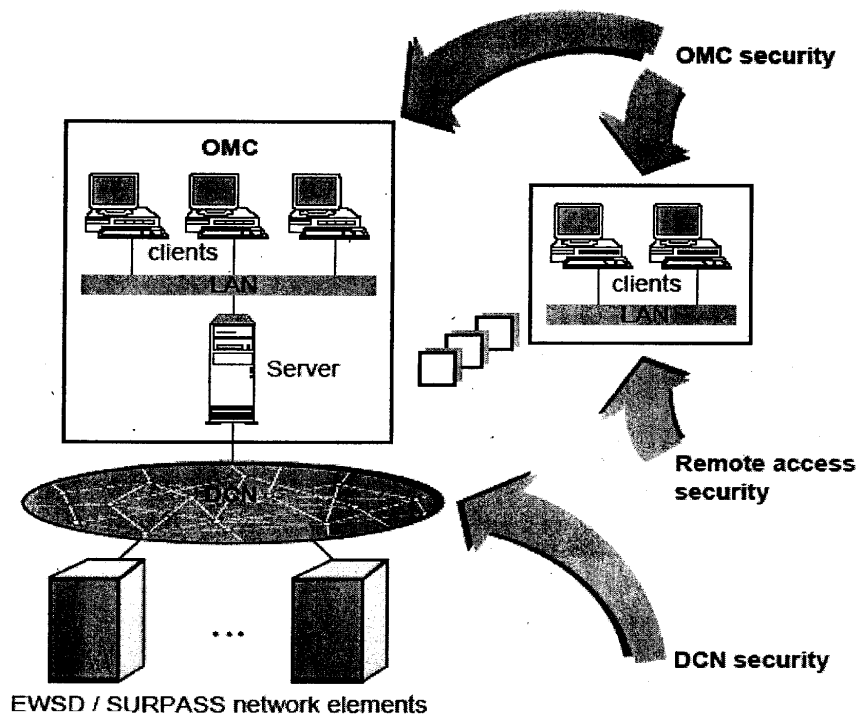 OMC security
OMC
clients
LAN
Server
clients
LAN
Remote access
security
DCN
DCN security
EWSD / SURPASS network elements